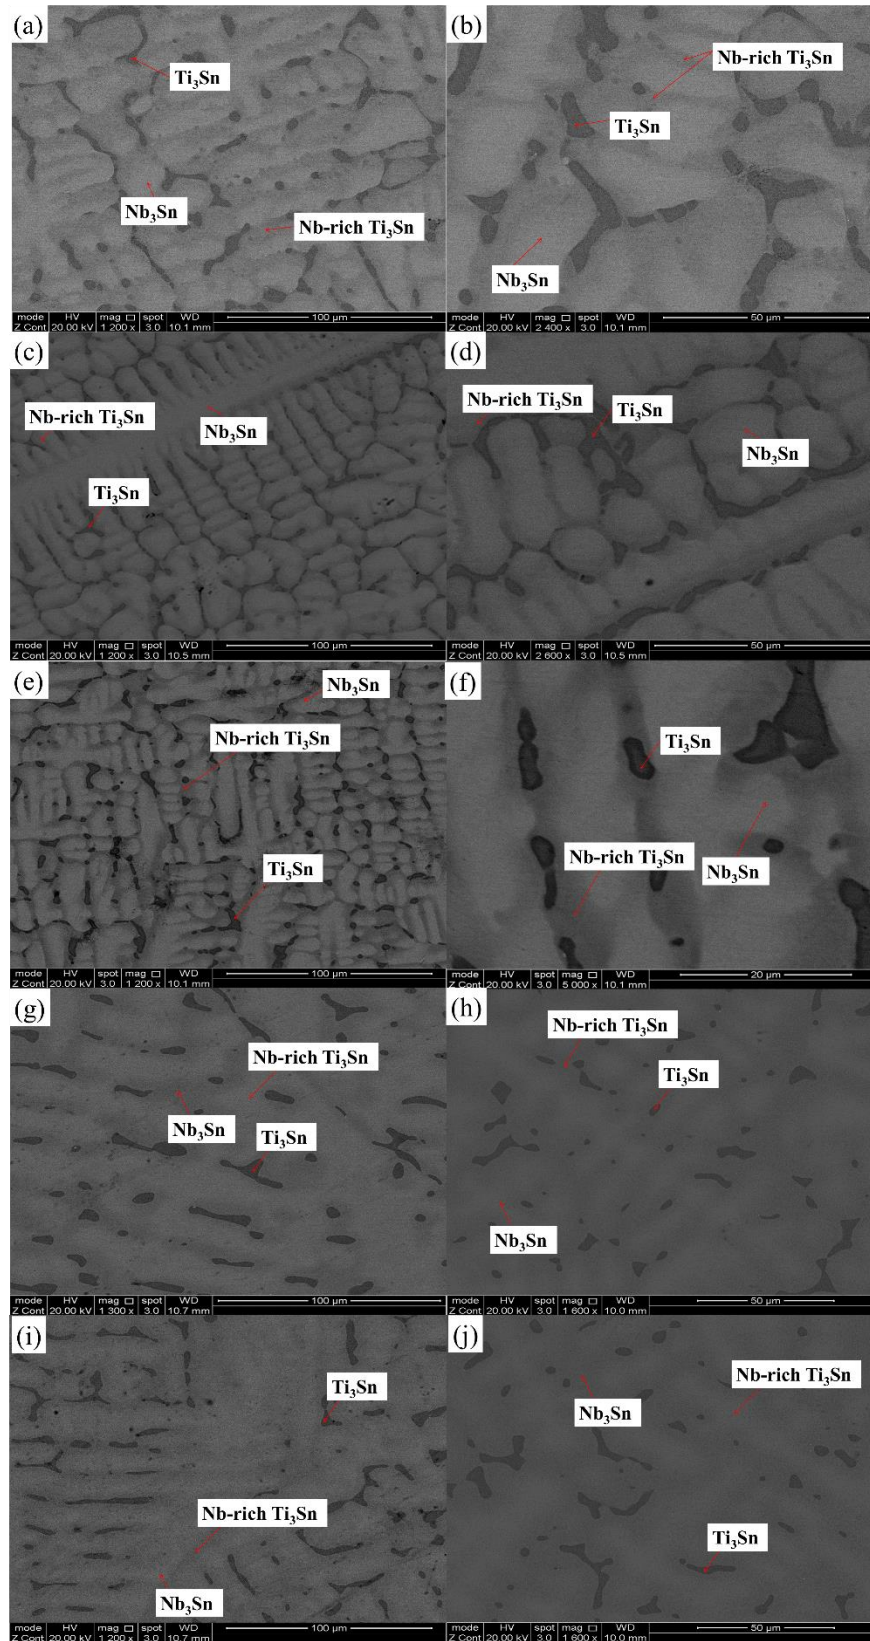 (a)
Ti₃Sn
Nb₃Sn
Nb-rich Ti₃Sn
mode HV mag spot WD 100 µm
Z Cont 20.00 kV 1 200 x 3.0 10.1 mm
(b)
Nb-rich Ti₃Sn
Ti₃Sn
Nb₃Sn
mode HV mag spot WD 50 µm
Z Cont 20.00 kV 2 400 x 3.0 10.1 mm
(c)
Nb-rich Ti₃Sn
Nb₃Sn
Ti₃Sn
mode HV mag spot WD 100 µm
Z Cont 20.00 kV 1 200 x 3.0 10.5 mm
(d)
Ti₃Sn
Nb-rich Ti₃Sn
Nb₃Sn
mode HV mag spot WD 50 µm
Z Cont 20.00 kV 2 600 x 3.0 10.5 mm
(e)
Nb₃Sn
Nb-rich Ti₃Sn
Ti₃Sn
mode HV spot mag WD 100 µm
Z Cont 20.00 kV 3.0 1 200 x 10.1 mm
(f)
Ti₃Sn
Nb-rich Ti₃Sn
Nb₃Sn
mode HV spot mag WD 20 µm
Z Cont 20.00 kV 3.0 5 000 x 10.1 mm
(g)
Nb-rich Ti₃Sn
Nb₃Sn
Ti₃Sn
mode HV mag spot WD 100 µm
Z Cont 20.00 kV 1 300 x 3.0 10.7 mm
(h)
Nb-rich Ti₃Sn
Ti₃Sn
Nb₃Sn
mode HV spot mag WD 50 µm
Z Cont 20.00 kV 3.0 1 600 x 10.0 mm
(i)
Ti₃Sn
Nb-rich Ti₃Sn
Nb₃Sn
mode HV mag spot WD 100 µm
Z Cont 20.00 kV 1 200 x 3.0 10.7 mm
(j)
Nb-rich Ti₃Sn
Nb₃Sn
Ti₃Sn
mode HV spot mag WD 50 µm
Z Cont 20.00 kV 3.0 1 600 x 10.0 mm